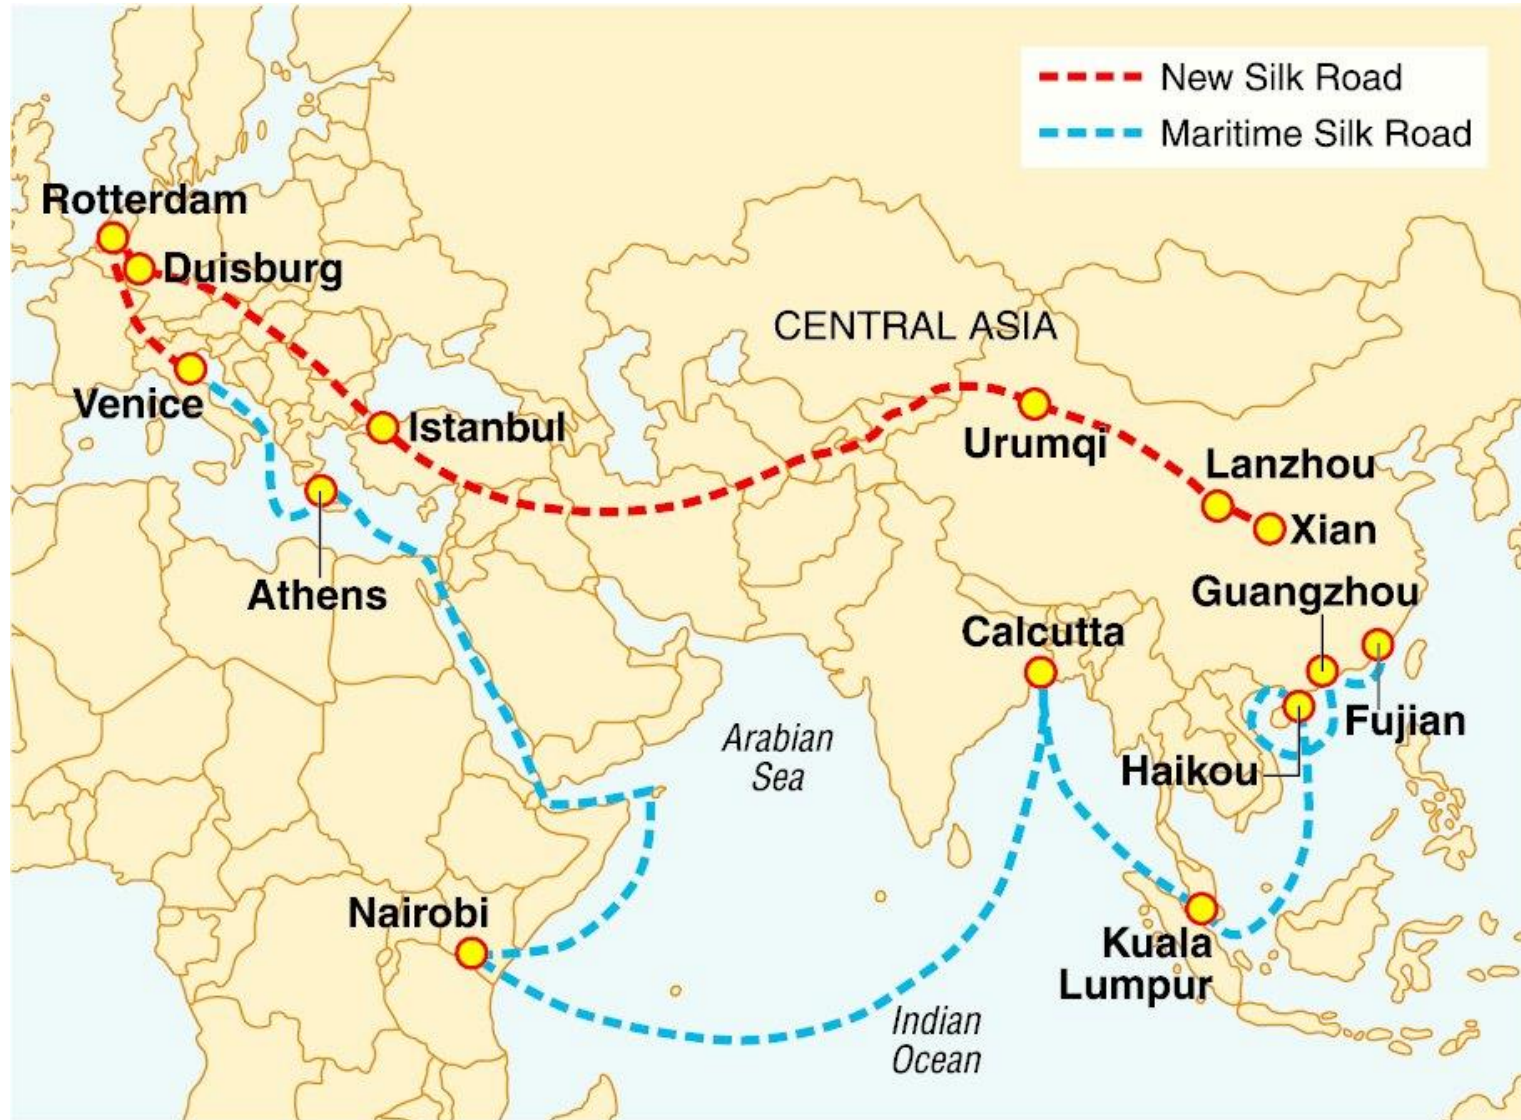 New Silk Road
Maritime Silk Road
Rotterdam
Duisburg
CENTRAL ASIA
Venice
Istanbul
Urumqi
Lanzhou
Xian
Athens
Guangzhou
Calcutta
Fujian
Arabian
Sea
Haikou
Nairobi
Kuala
Lumpur
Indian
Ocean